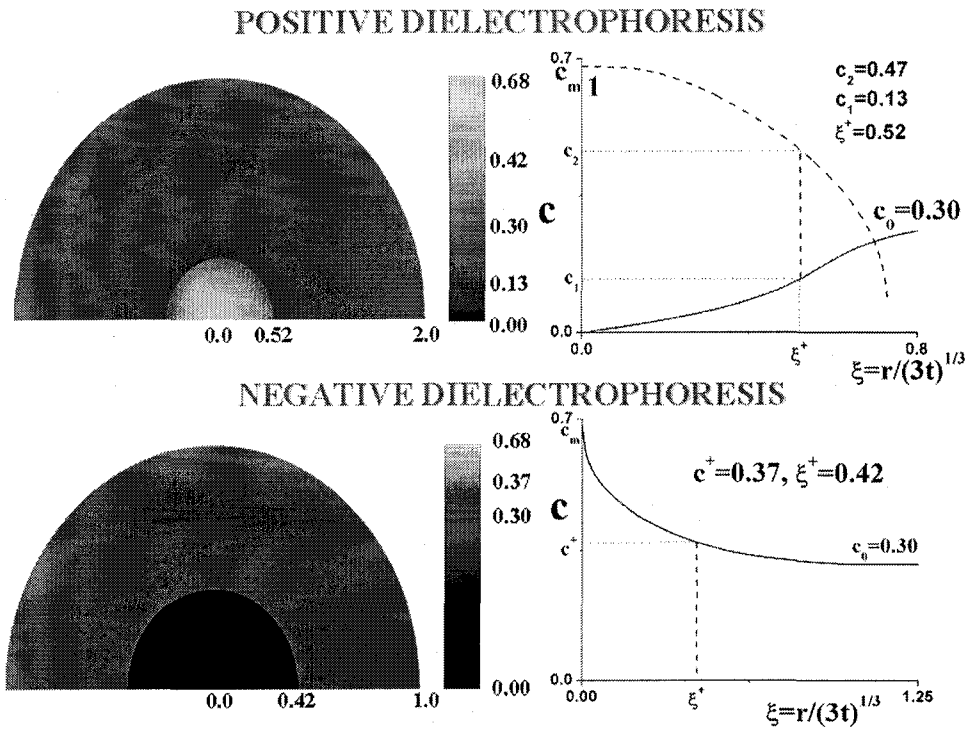 POSITIVE DIELECTROPHORESIS
0.68
0.42
0.30
0.13
0.00
0.0 0.52 2.0
0.7
c_m 1
c_2
c
c_1
0.0
0.0 ξ^+ 0.8
ξ=r/(3t)^1/3
c_2=0.47
c_1=0.13
ξ^+=0.52
c_0=0.30
NEGATIVE DIELECTROPHORESIS
0.68
0.37
0.30
0.00
0.0 0.42 1.0
0.7
c_m
c
c^+
0.0
0.00 ξ^+ 1.25
ξ=r/(3t)^1/3
c^+=0.37, ξ^+=0.42
c_0=0.30